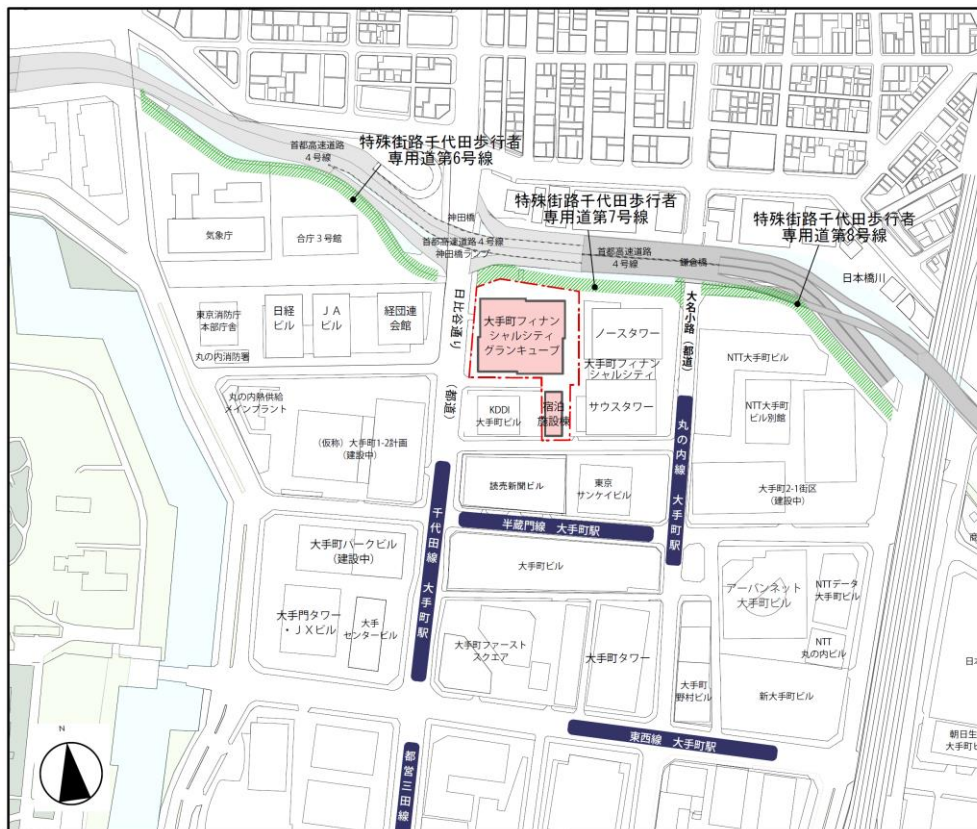 特殊街路千代田歩行者
専用道第6号線
首都高速道路
4号線
特殊街路千代田歩行者
専用道第7号線
特殊街路千代田歩行者
専用道第8号線
神田橋
首都高速道路4号線
神田橋ランプ
首都高速道路
4号線
鎌倉橋
日本橋川
気象庁
合庁3号館
東京消防庁
本部庁舎
丸の内消防署
日経
ビル
JA
ビル
経団連
会館
日比谷通り
(都道)
大手町フィナン
シャルシティ
グランキューブ
ノースタワー
大手町フィナン
シャルシティ
サウスタワー
大名小路(都道)
NTT大手町ビル
NTT大手町
ビル別館
丸の内熱供給
メインプラント
(仮称)大手町1-2計画
(建設中)
KDDI
大手町ビル
宿泊
施設棟
読売新聞ビル
東京
サンケイビル
丸の内線 大手町駅
大手町2-1街区
(建設中)
半蔵門線 大手町駅
千代田線 大手町駅
大手町パークビル
(建設中)
大手町ビル
アーバンネット
大手町ビル
NTTデータ
大手町ビル
大手門タワー
・JXビル
大手
センタービル
大手町ファースト
スクエア
大手町タワー
大手町
野村ビル
NTT
丸の内ビル
新大手町ビル
東西線 大手町駅
都営三田線
朝日生
大手町ビ
商
日本
N